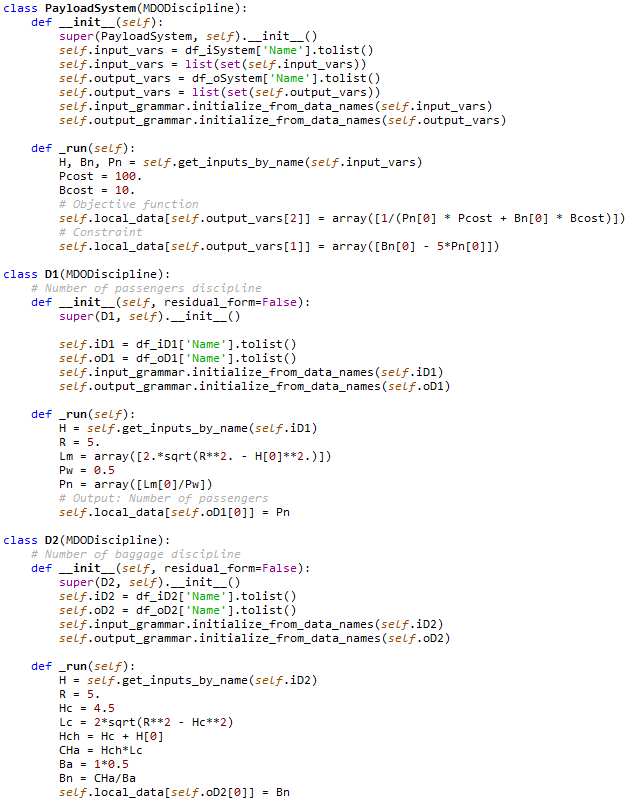 class PayloadSystem(MDODiscipline):
    def __init__(self):
        super(PayloadSystem, self).__init__()
        self.input_vars = df_iSystem['Name'].tolist()
        self.input_vars = list(set(self.input_vars))
        self.output_vars = df_oSystem['Name'].tolist()
        self.output_vars = list(set(self.output_vars))
        self.input_grammar.initialize_from_data_names(self.input_vars)
        self.output_grammar.initialize_from_data_names(self.output_vars)

    def _run(self):
        H, Bn, Pn = self.get_inputs_by_name(self.input_vars)
        Pcost = 100.
        Bcost = 10.
        # Objective function
        self.local_data[self.output_vars[2]] = array([1/(Pn[0] * Pcost + Bn[0] * Bcost)])
        # Constraint
        self.local_data[self.output_vars[1]] = array([Bn[0] - 5*Pn[0]])

class D1(MDODiscipline):
    # Number of passengers discipline
    def __init__(self, residual_form=False):
        super(D1, self).__init__()

        self.iD1 = df_iD1['Name'].tolist()
        self.oD1 = df_oD1['Name'].tolist()
        self.input_grammar.initialize_from_data_names(self.iD1)
        self.output_grammar.initialize_from_data_names(self.oD1)

    def _run(self):
        H = self.get_inputs_by_name(self.iD1)
        R = 5.
        Lm = array([2.*sqrt(R**2. - H[0]**2.)])
        Pw = 0.5
        Pn = array([Lm[0]/Pw])
        # Output: Number of passengers
        self.local_data[self.oD1[0]] = Pn

class D2(MDODiscipline):
    # Number of baggage discipline
    def __init__(self, residual_form=False):
        super(D2, self).__init__()
        self.iD2 = df_iD2['Name'].tolist()
        self.oD2 = df_oD2['Name'].tolist()
        self.input_grammar.initialize_from_data_names(self.iD2)
        self.output_grammar.initialize_from_data_names(self.oD2)

    def _run(self):
        H = self.get_inputs_by_name(self.iD2)
        R = 5.
        Hc = 4.5
        Lc = 2*sqrt(R**2 - Hc**2)
        Hch = Hc + H[0]
        CHa = Hch*Lc
        Ba = 1*0.5
        Bn = CHa/Ba
        self.local_data[self.oD2[0]] = Bn